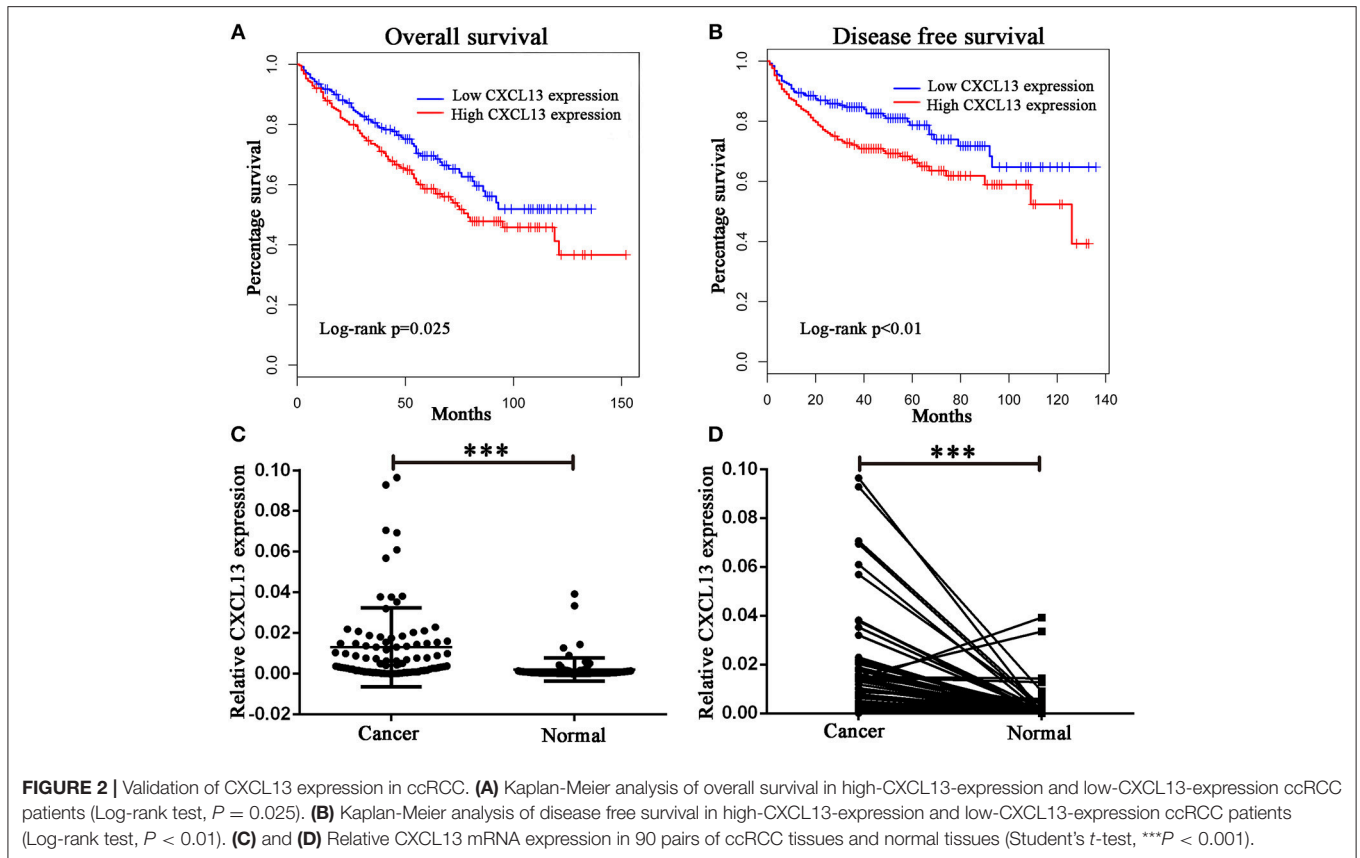 A
Overall survival
Percentage survival
1.0
0.8
0.6
0.4
0.2
0.0
Low CXCL13 expression
High CXCL13 expression
Log-rank p=0.025
0 50 100 150
Months
B
Disease free survival
Percentage survival
1.0
0.8
0.6
0.4
0.2
0.0
Low CXCL13 expression
High CXCL13 expression
Log-rank p<0.01
0 20 40 60 80 100 120 140
Months
C
***
Relative CXCL13 expression
0.10
0.08
0.06
0.04
0.02
0.00
-0.02
Cancer Normal
D
***
Relative CXCL13 expression
0.10
0.08
0.06
0.04
0.02
0.00
Cancer Normal
FIGURE 2 | Validation of CXCL13 expression in ccRCC. (A) Kaplan-Meier analysis of overall survival in high-CXCL13-expression and low-CXCL13-expression ccRCC
patients (Log-rank test, P = 0.025). (B) Kaplan-Meier analysis of disease free survival in high-CXCL13-expression and low-CXCL13-expression ccRCC patients
(Log-rank test, P < 0.01). (C) and (D) Relative CXCL13 mRNA expression in 90 pairs of ccRCC tissues and normal tissues (Student's t-test, ***P < 0.001).